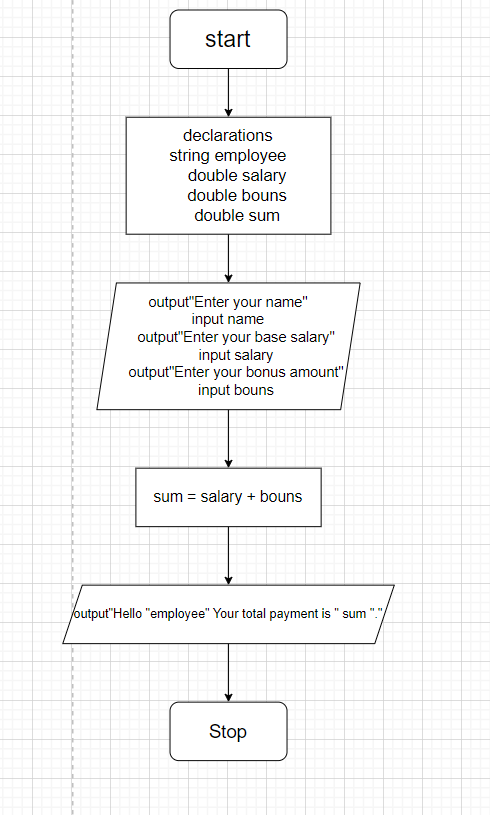 start
declarations
string employee
double salary
double bouns
double sum
output"Enter your name"
input name
output"Enter your base salary"
input salary
output"Enter your bonus amount"
input bouns
sum = salary + bouns
output"Hello "employee" Your total payment is " sum "."
Stop